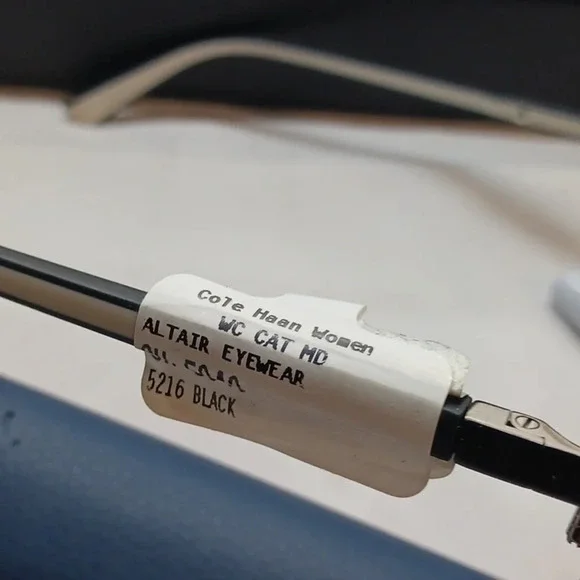 Cole Haan Women
WC CAT MD
ALTAIR EYEWEAR
5216 BLACK